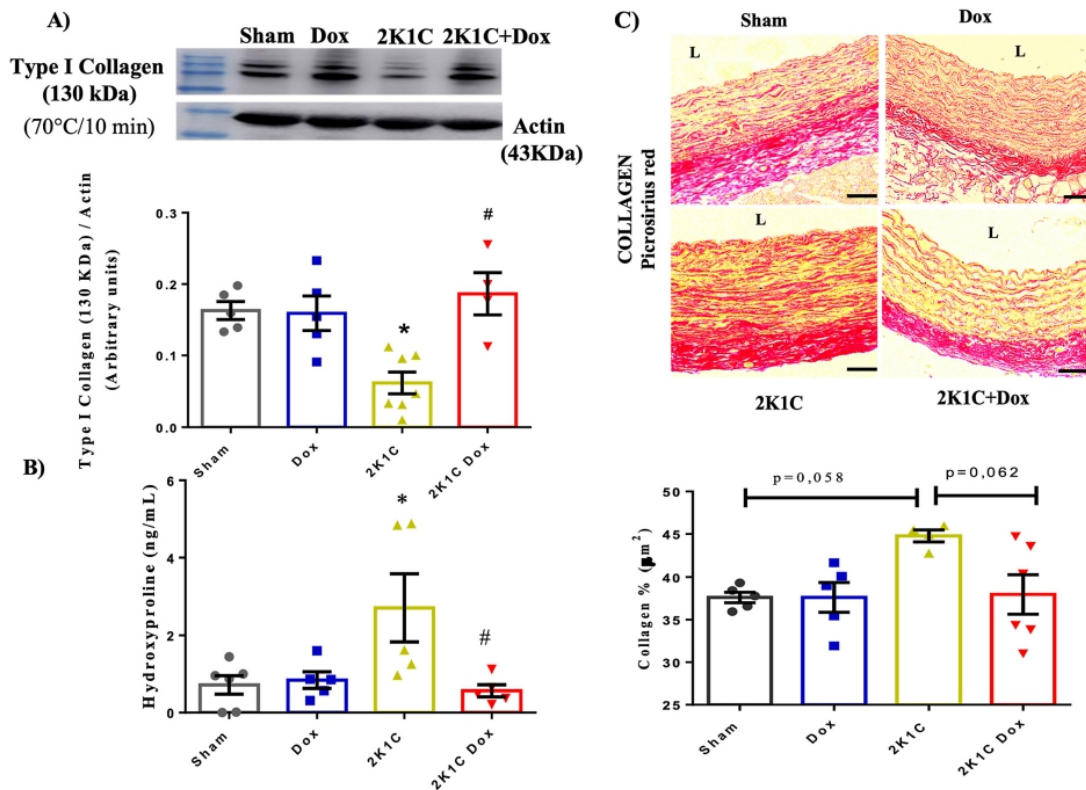 A)
Sham Dox 2K1C 2K1C+Dox
Type I Collagen
(130 kDa)
(70°C/10 min)
Actin
(43KDa)
Type I Collagen (130 KDa) / Actin
(Arbitrary units)
0.3
0.2
0.1
0.0
*
#
Sham
Dox
2K1C
2K1C Dox
B)
Hydroxyproline (ng/mL)
6
4
2
0
*
#
Sham
Dox
2K1C
2K1C Dox
C)
Sham
Dox
COLLAGEN
Picrosirius red
L
L
L
L
2K1C
2K1C+Dox
p=0,058
p=0,062
Collagen % (µm²)
50
45
40
35
30
25
Sham
Dox
2K1C
2K1C Dox